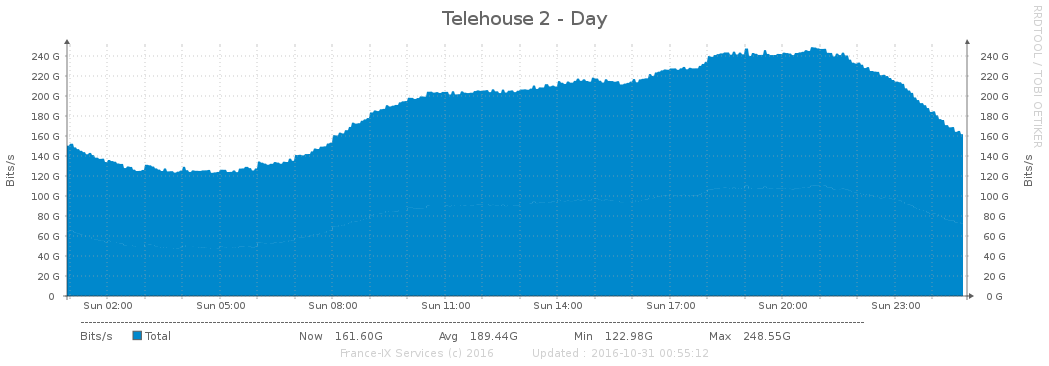 Telehouse 2 - Day
RRDTOOL / TOBI OETIKER
Bits/s
240 G
220 G
200 G
180 G
160 G
140 G
120 G
100 G
80 G
60 G
40 G
20 G
0
240 G
220 G
200 G
180 G
160 G
140 G
120 G
100 G
80 G
60 G
40 G
20 G
0 G
Bits/s
Sun 02:00 Sun 05:00 Sun 08:00 Sun 11:00 Sun 14:00 Sun 17:00 Sun 20:00 Sun 23:00
Bits/s Total Now 161.60G Avg 189.44G Min 122.98G Max 248.55G
France-IX Services (c) 2016 Updated : 2016-10-31 00:55:12